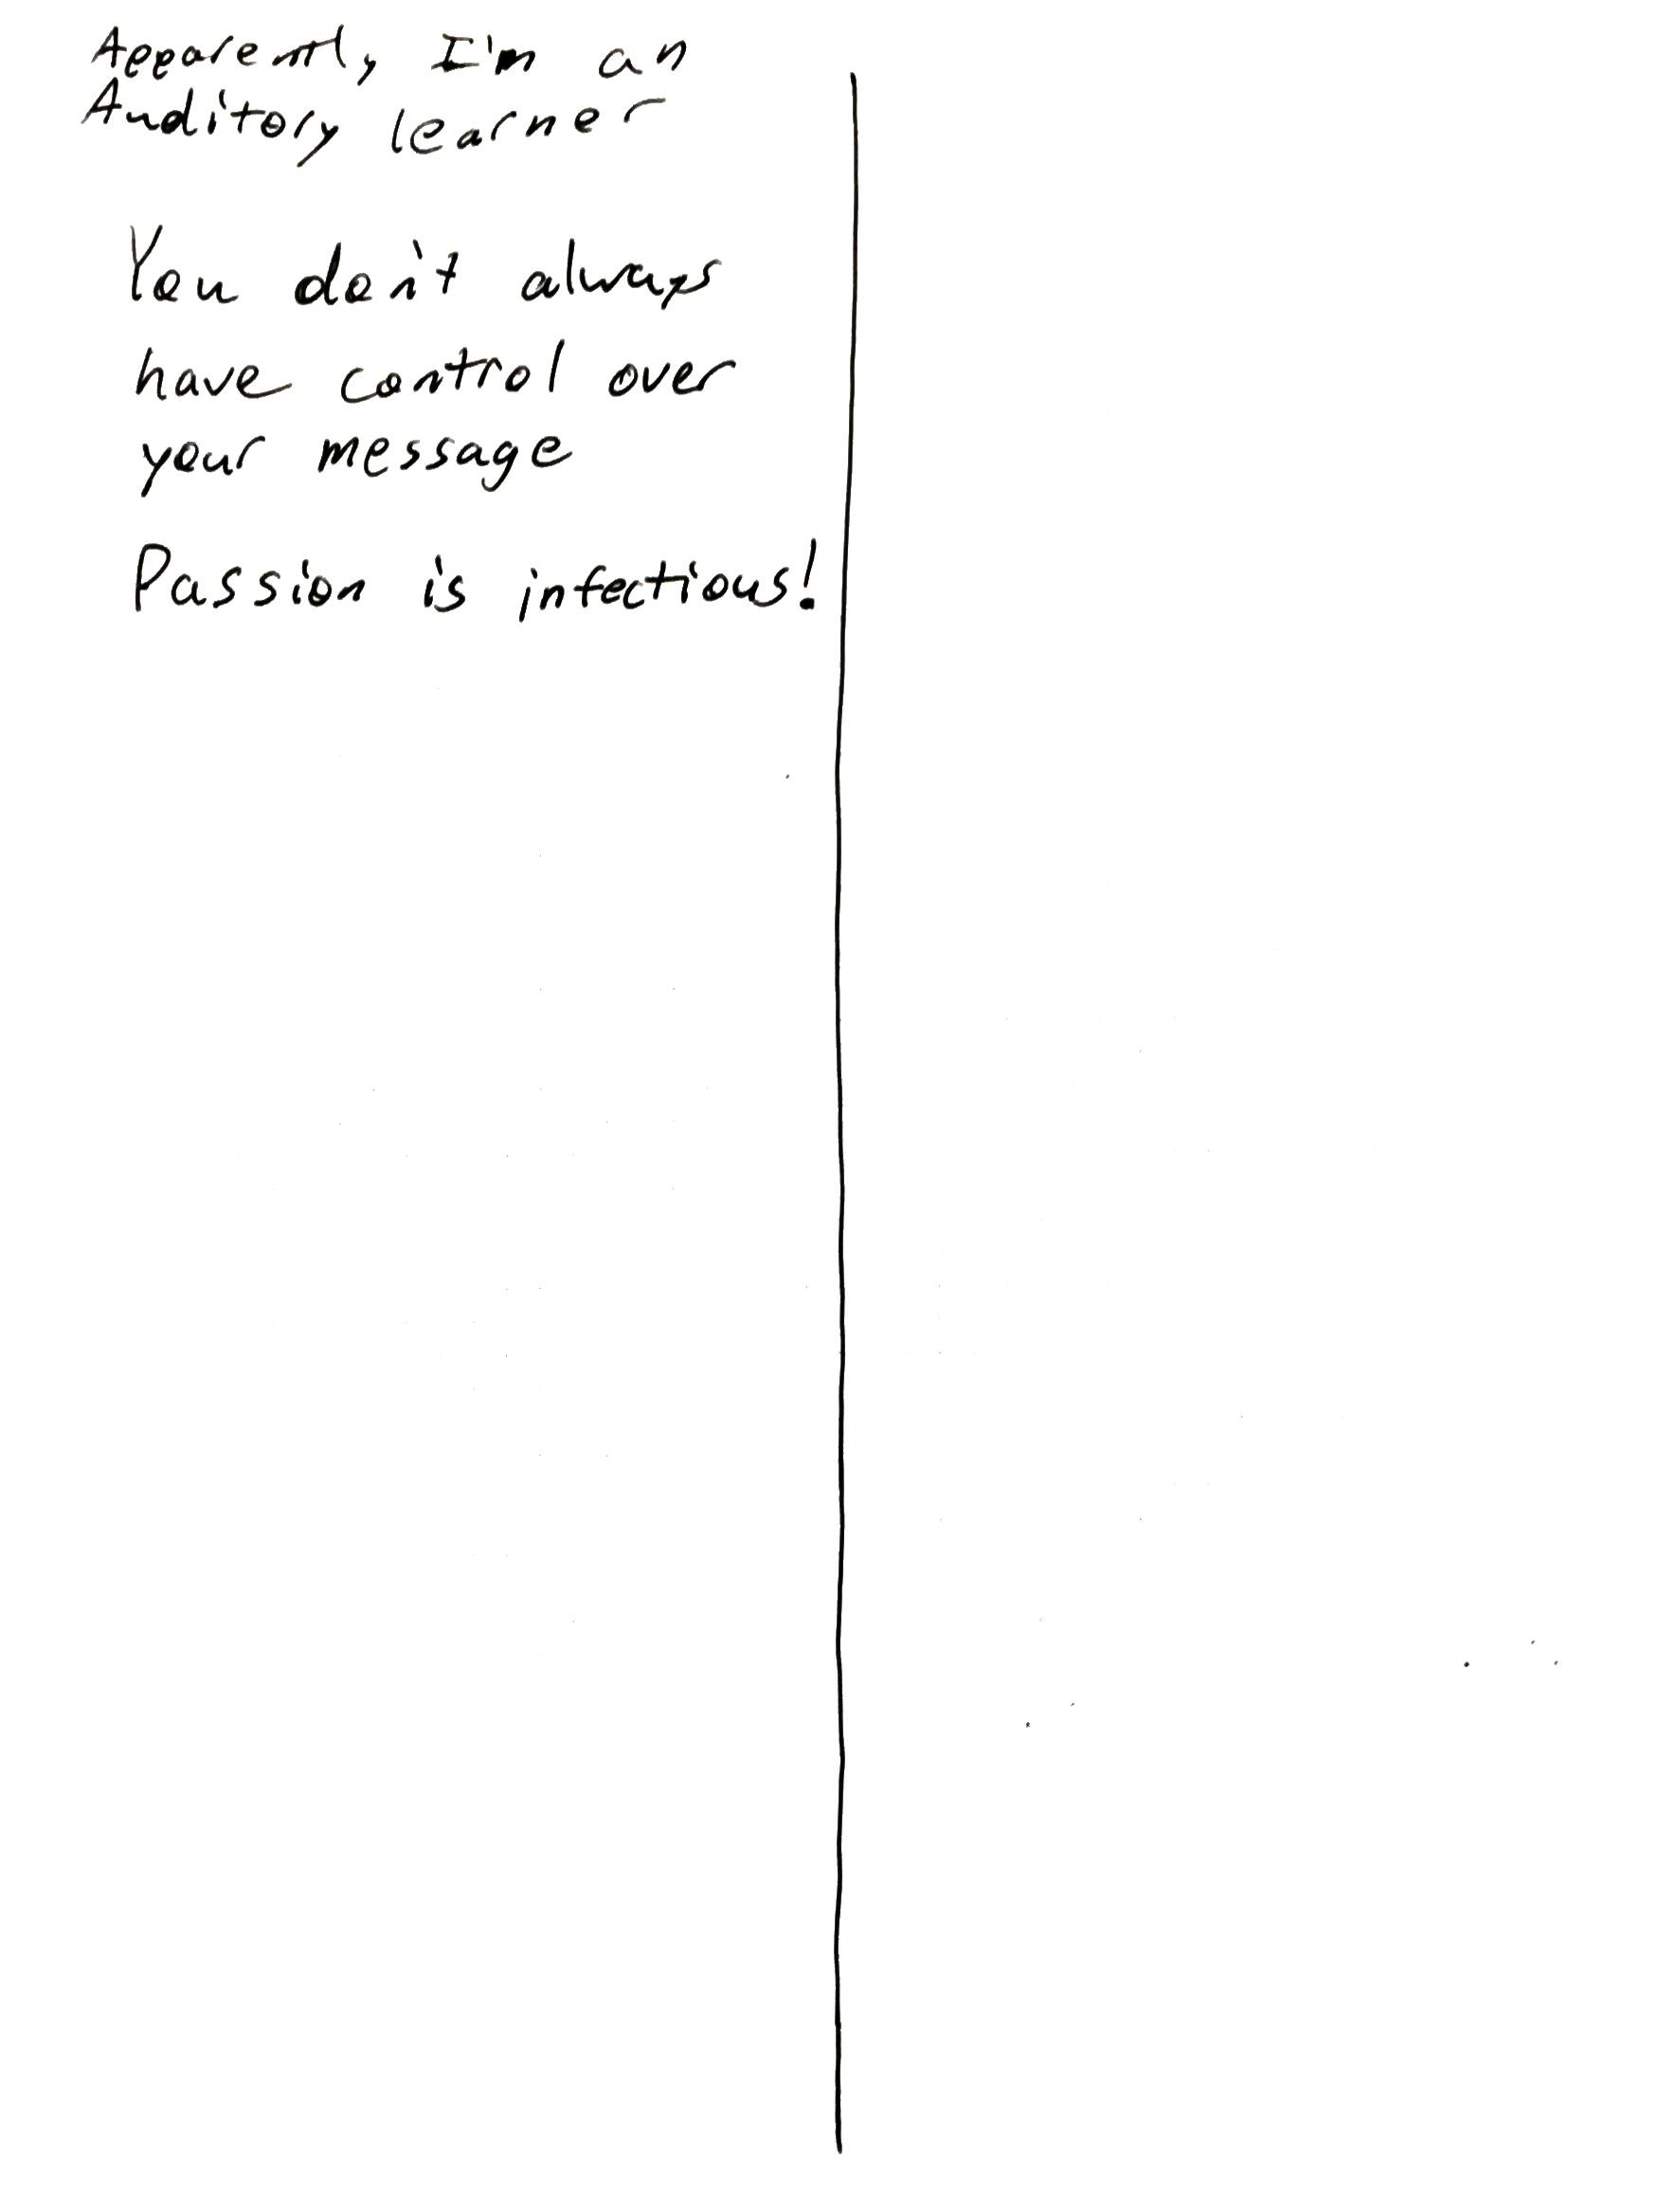 Apparently, I'm an
Auditory learner
You don't always
have control over
your message
Passion is infectious!